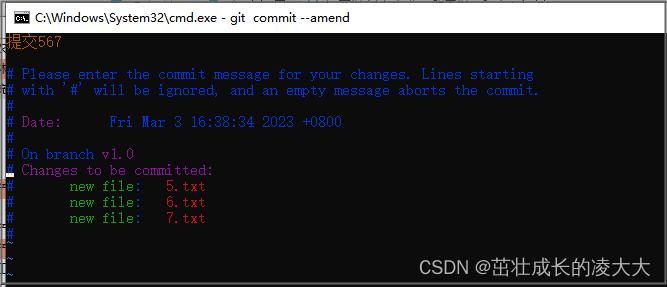 C:\Windows\System32\cmd.exe - git commit --amend
提交567
# Please enter the commit message for your changes. Lines starting
# with '#' will be ignored, and an empty message aborts the commit.
#
# Date:      Fri Mar 3 16:38:34 2023 +0800
#
# On branch v1.0
# Changes to be committed:
#       new file:   5.txt
#       new file:   6.txt
#       new file:   7.txt
#
~
~
~
CSDN @茁壮成长的凌大大